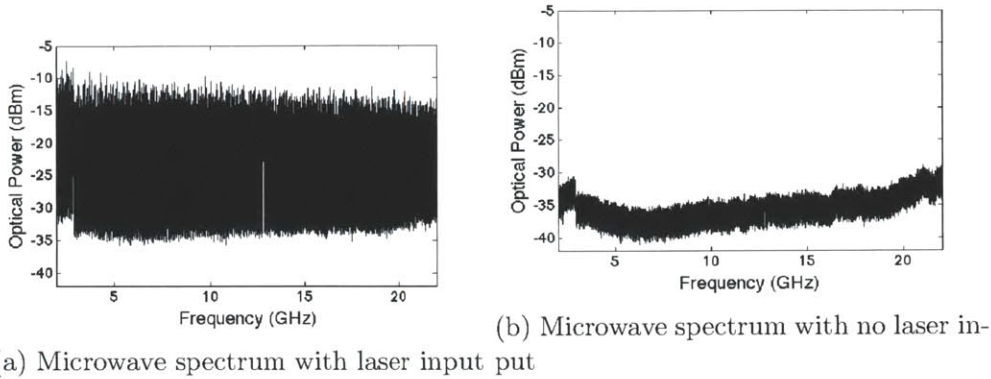 -5
-10
-15
-20
-25
-30
-35
-40
Optical Power (dBm)
5 10 15 20
Frequency (GHz)
-5
-10
-15
-20
-25
-30
-35
-40
Optical Power (dBm)
5 10 15 20
Frequency (GHz)
(b) Microwave spectrum with no laser in-
a) Microwave spectrum with laser input put